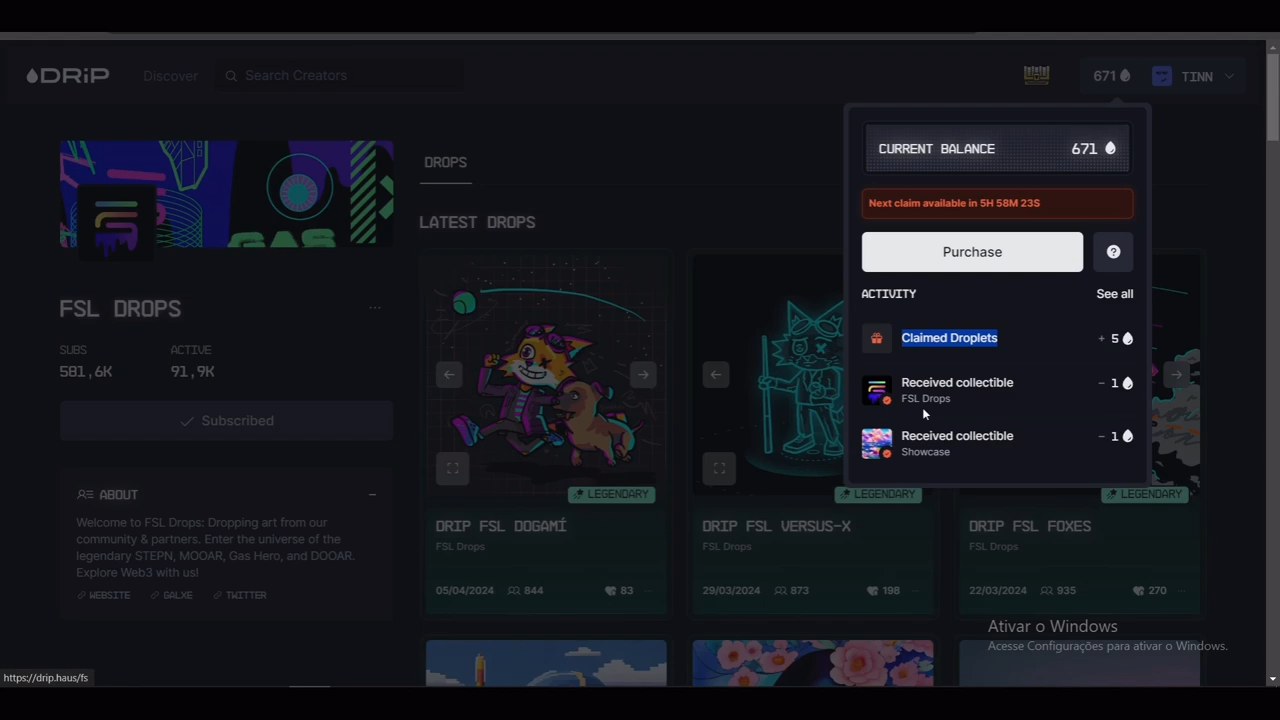 DRiP
Discover
Search Creators
671
TINN
CURRENT BALANCE
671
Next claim available in 5H 58M 23S
Purchase
?
ACTIVITY
See all
Claimed Droplets
+ 5
Received collectible
− 1
FSL Drops
Received collectible
− 1
Showcase
GAS
FSL DROPS
...
SUBS
ACTIVE
581,6K
91,9K
Subscribed
ABOUT
Welcome to FSL Drops: Dropping art from our
community & partners. Enter the universe of the
legendary STEPN, MOOAR, Gas Hero, and DOOAR.
Explore Web3 with us!
WEBSITE
GALXE
TWITTER
DROPS
LATEST DROPS
LEGENDARY
DRIP FSL DOGAMÍ
FSL Drops
05/04/2024
844
83
LEGENDARY
DRIP FSL VERSUS-X
FSL Drops
29/03/2024
873
198
LEGENDARY
DRIP FSL FOXES
FSL Drops
22/03/2024
935
270
Ativar o Windows
Acesse Configurações para ativar o Windows.
https://drip.haus/fs